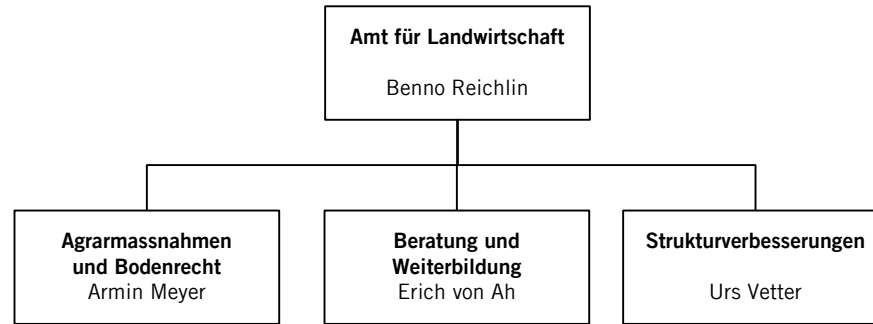 Amt für Landwirtschaft
Benno Reichlin
Agrarmassnahmen
und Bodenrecht
Armin Meyer
Beratung und
Weiterbildung
Erich von Ah
Strukturverbesserungen
Urs Vetter